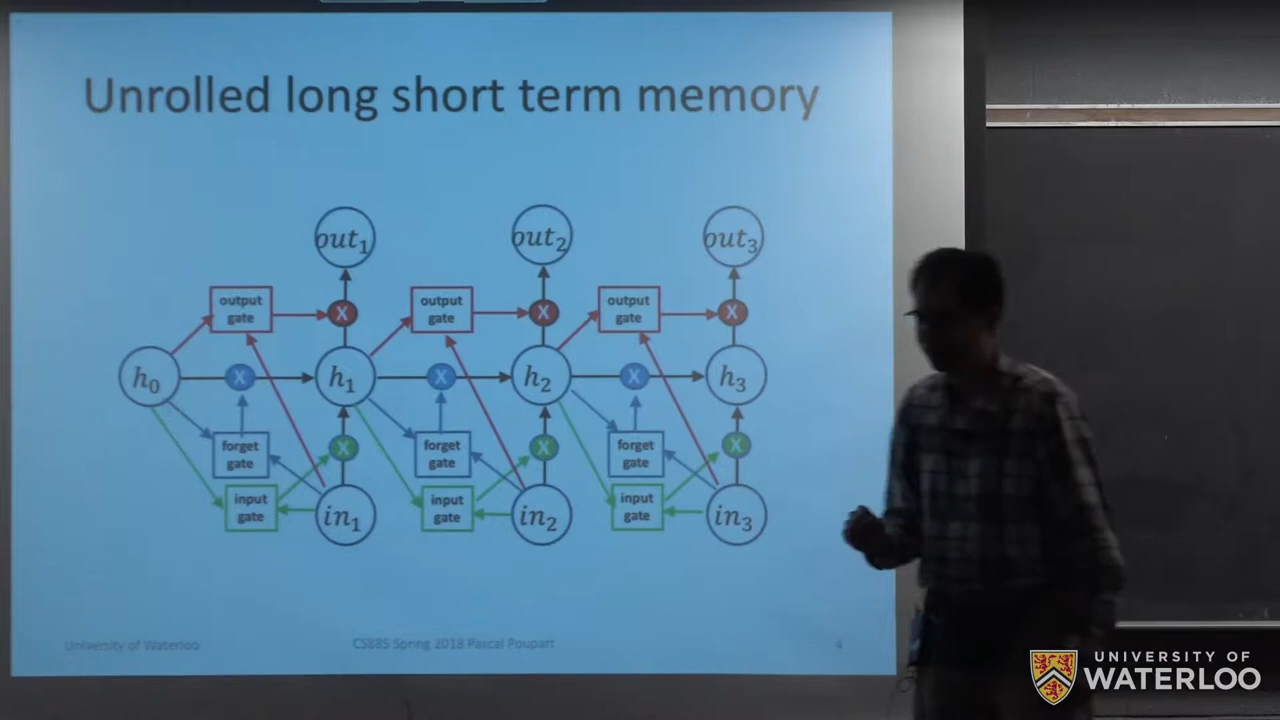 Unrolled long short term memory
out₁ out₂ out₃
output gate output gate output gate
X X X
h₀ X h₁ X h₂ X h₃
forget gate forget gate forget gate
X X X
input gate input gate input gate
in₁ in₂ in₃
University of Waterloo CS885 Spring 2018 Pascal Poupart 4
UNIVERSITY OF
WATERLOO